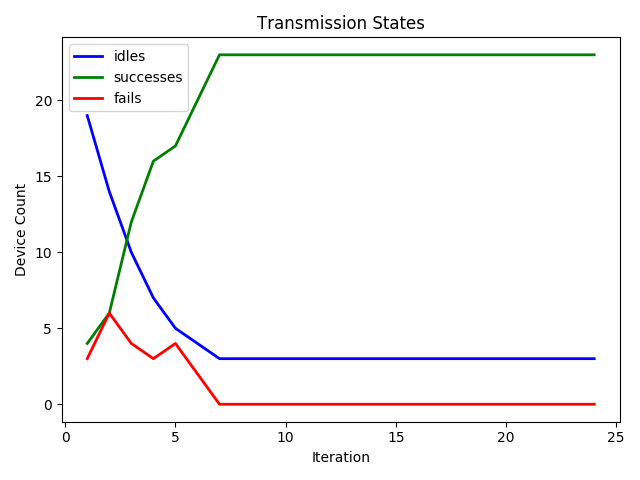 Transmission States
idles
successes
fails
20
15
10
5
0
Device Count
0 5 10 15 20 25
Iteration